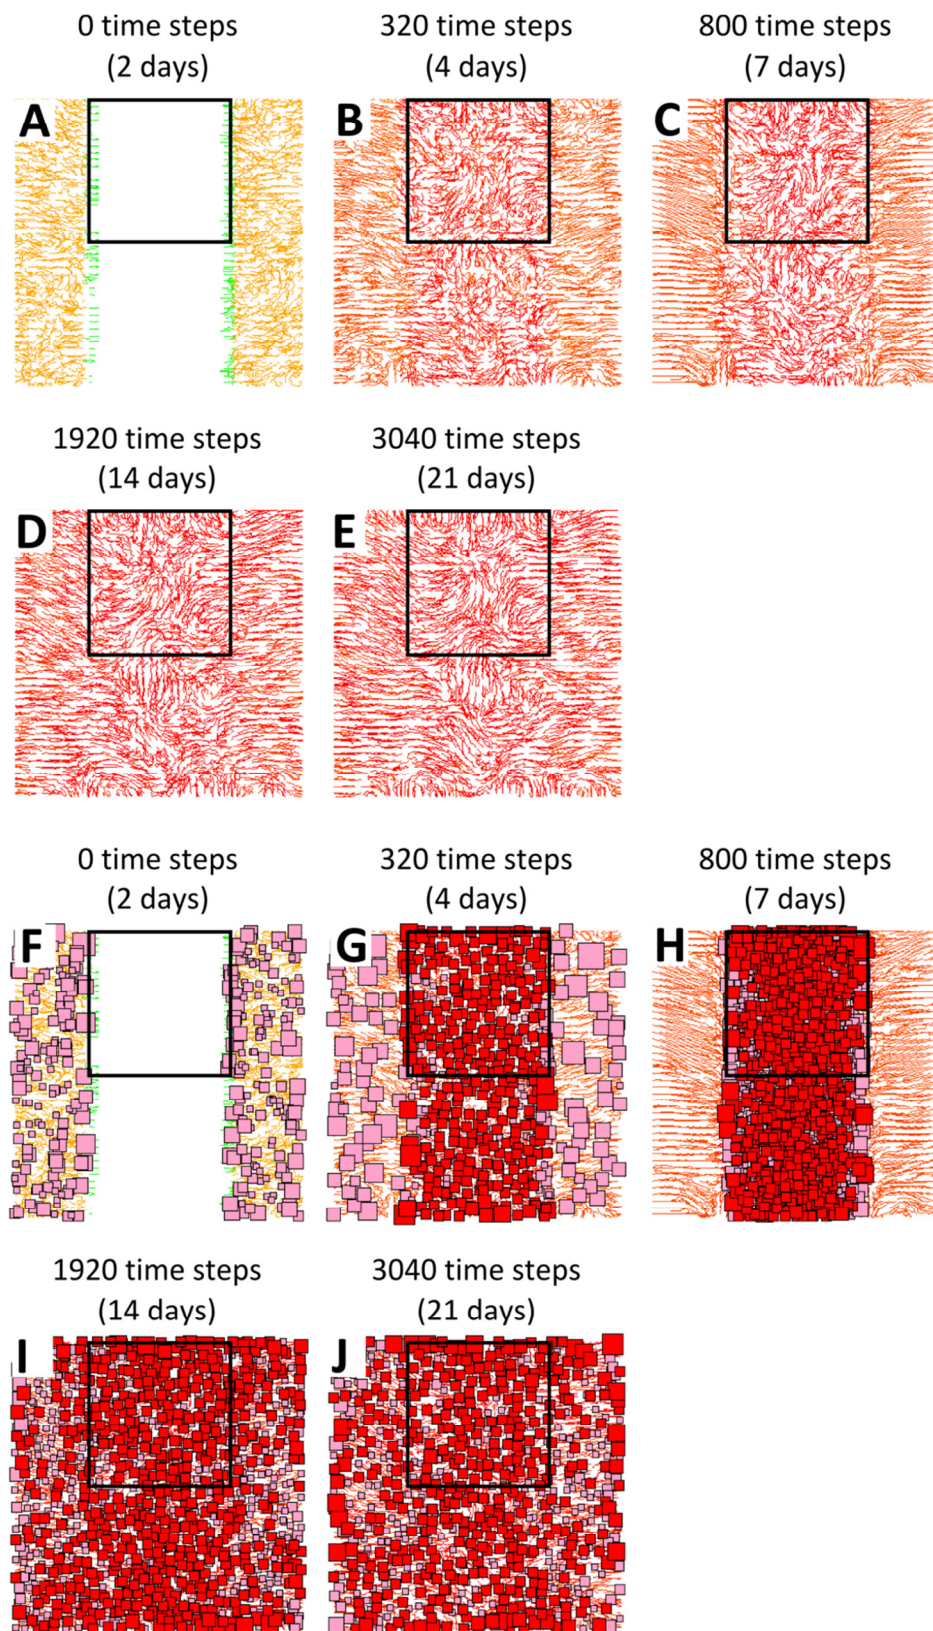 0 time steps
(2 days)
320 time steps
(4 days)
800 time steps
(7 days)
A
B
C
1920 time steps
(14 days)
3040 time steps
(21 days)
D
E
0 time steps
(2 days)
320 time steps
(4 days)
800 time steps
(7 days)
F
G
H
1920 time steps
(14 days)
3040 time steps
(21 days)
I
J